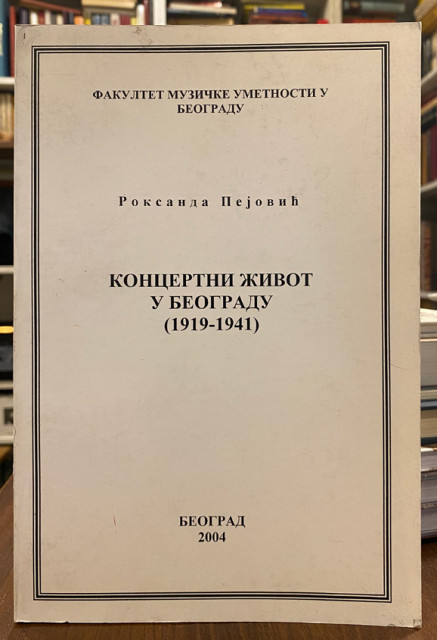 ФАКУЛТЕТ МУЗИЧКЕ УМЕТНОСТИ У
БЕОГРАДУ
Роксанда Пејовић
КОНЦЕРТНИ ЖИВОТ
У БЕОГРАДУ
(1919-1941)
БЕОГРАД
2004